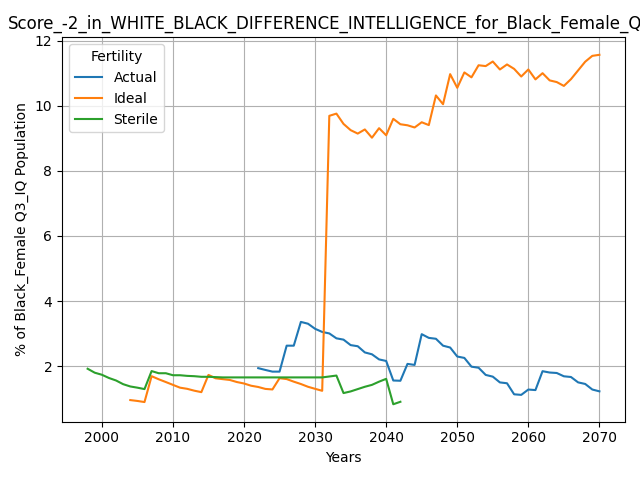 Score_-2_in_WHITE_BLACK_DIFFERENCE_INTELLIGENCE_for_Black_Female_Q
Fertility
Actual
Ideal
Sterile
% of Black_Female Q3_IQ Population
12
10
8
6
4
2
2000 2010 2020 2030 2040 2050 2060 2070
Years